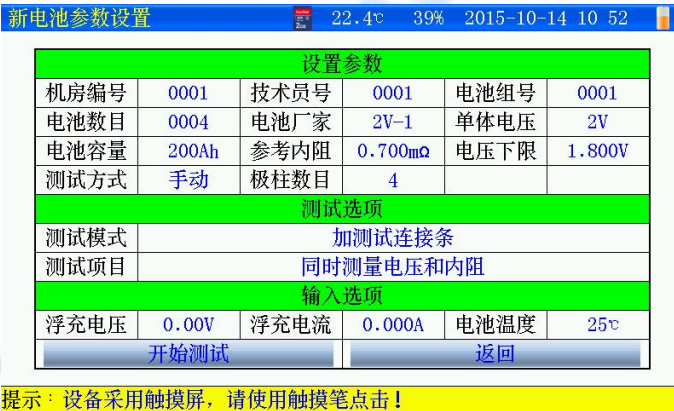 新电池参数设置 22.4℃ 39% 2015-10-14 10 52
设置参数
机房编号 0001 技术员号 0001 电池组号 0001
电池数目 0004 电池厂家 2V-1 单体电压 2V
电池容量 200Ah 参考内阻 0.700mΩ 电压下限 1.800V
测试方式 手动 极柱数目 4
测试选项
测试模式 加测试连接条
测试项目 同时测量电压和内阻
输入选项
浮充电压 0.00V 浮充电流 0.000A 电池温度 25℃
开始测试 返回
提示：设备采用触摸屏，请使用触摸笔点击！